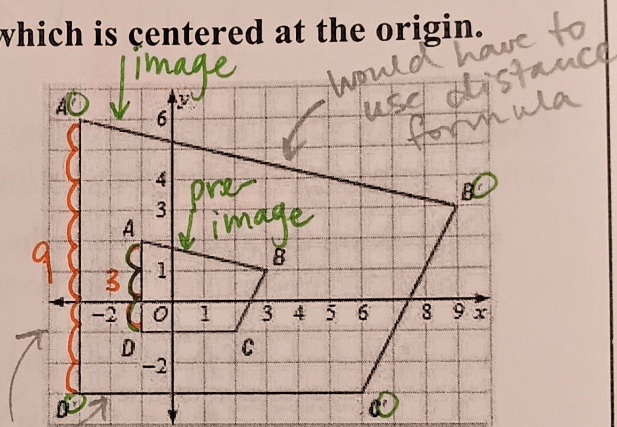 which is centered at the origin.
image
would have to
use distance
formula
A'
y
6
4
pre
image
3
A
B'
9
3
1
B
-2
O
1
3
4
5
6
8
9
x
D
C
-2
D'
C'